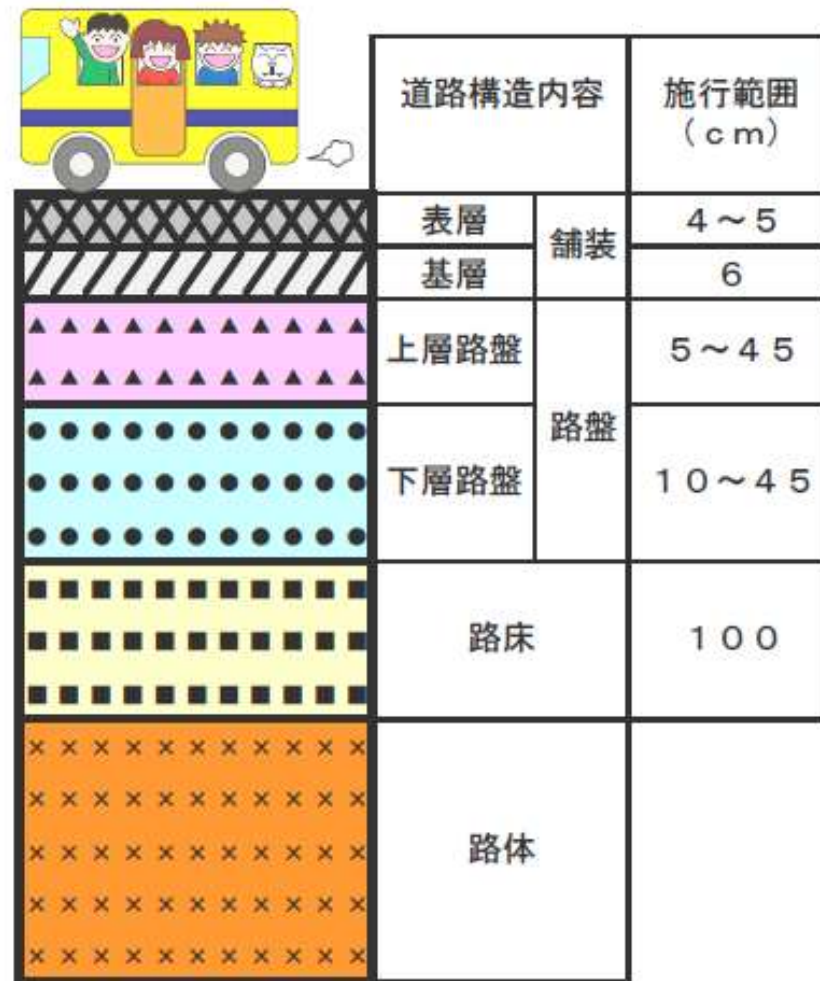 道路構造内容
施行範囲
(ｃｍ)
表層
舗装
４～５
基層
６
上層路盤
路盤
５～４５
下層路盤
１０～４５
路床
１００
路体